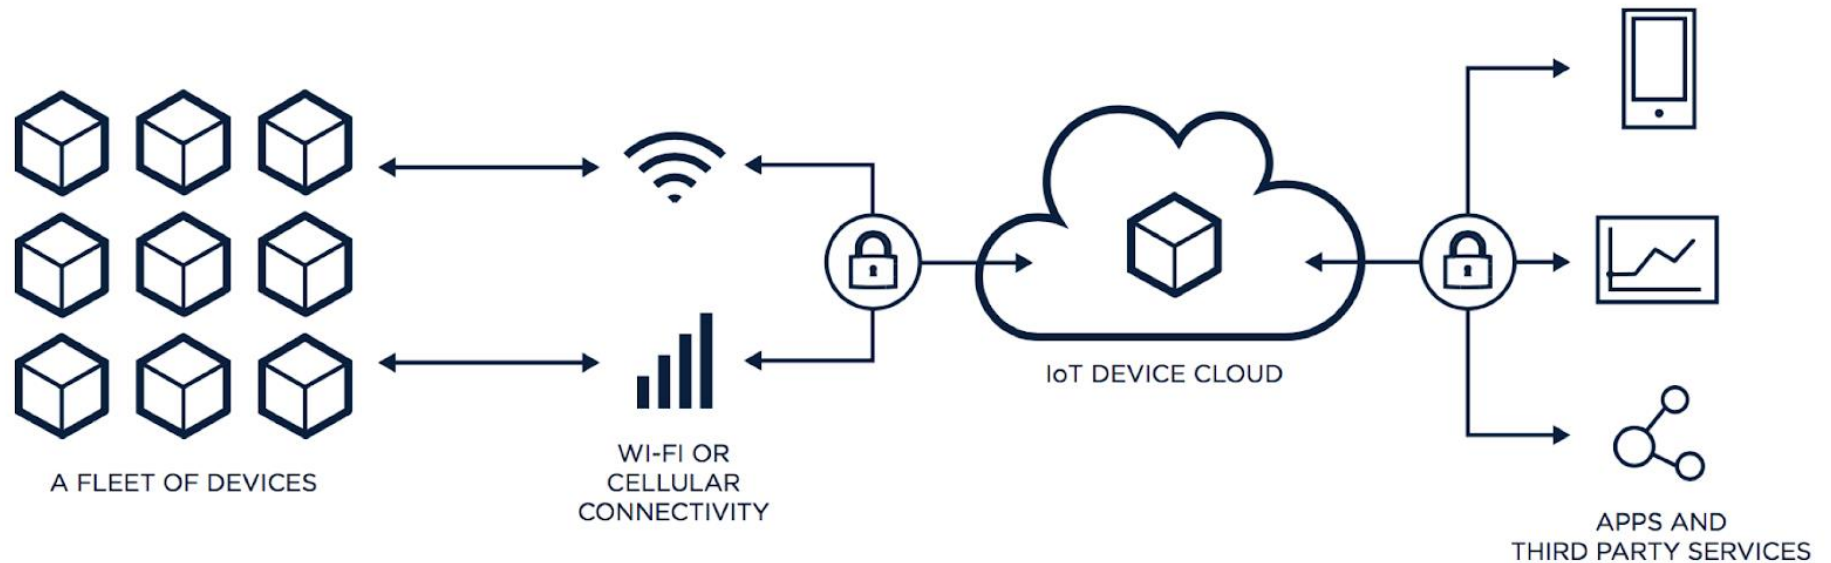 A FLEET OF DEVICES
WI-FI OR
CELLULAR
CONNECTIVITY
IoT DEVICE CLOUD
APPS AND
THIRD PARTY SERVICES